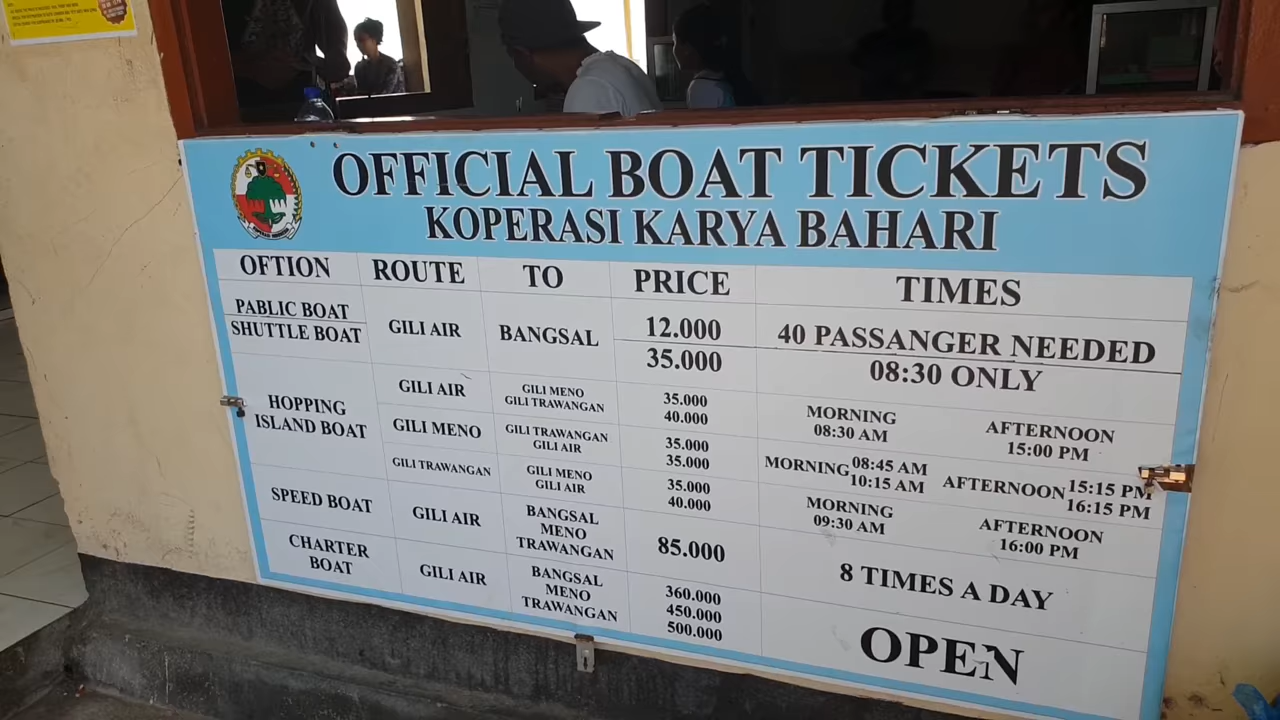 OFFICIAL BOAT TICKETS
KOPERASI KARYA BAHARI
OFTION ROUTE TO PRICE TIMES
PABLIC BOAT
SHUTTLE BOAT
GILI AIR
BANGSAL
12.000
35.000
40 PASSANGER NEEDED
08:30 ONLY
HOPPING
ISLAND BOAT
GILI AIR
GILI MENO
GILI TRAWANGAN
35.000
40.000
MORNING
08:30 AM
AFTERNOON
15:00 PM
GILI MENO
GILI TRAWANGAN
GILI AIR
35.000
35.000
MORNING 08:45 AM
10:15 AM
AFTERNOON 15:15 PM
16:15 PM
GILI TRAWANGAN
GILI MENO
GILI AIR
35.000
40.000
MORNING
09:30 AM
AFTERNOON
16:00 PM
SPEED BOAT
GILI AIR
BANGSAL
MENO
TRAWANGAN
85.000
8 TIMES A DAY
CHARTER
BOAT
GILI AIR
BANGSAL
MENO
TRAWANGAN
360.000
450.000
500.000
OPEN